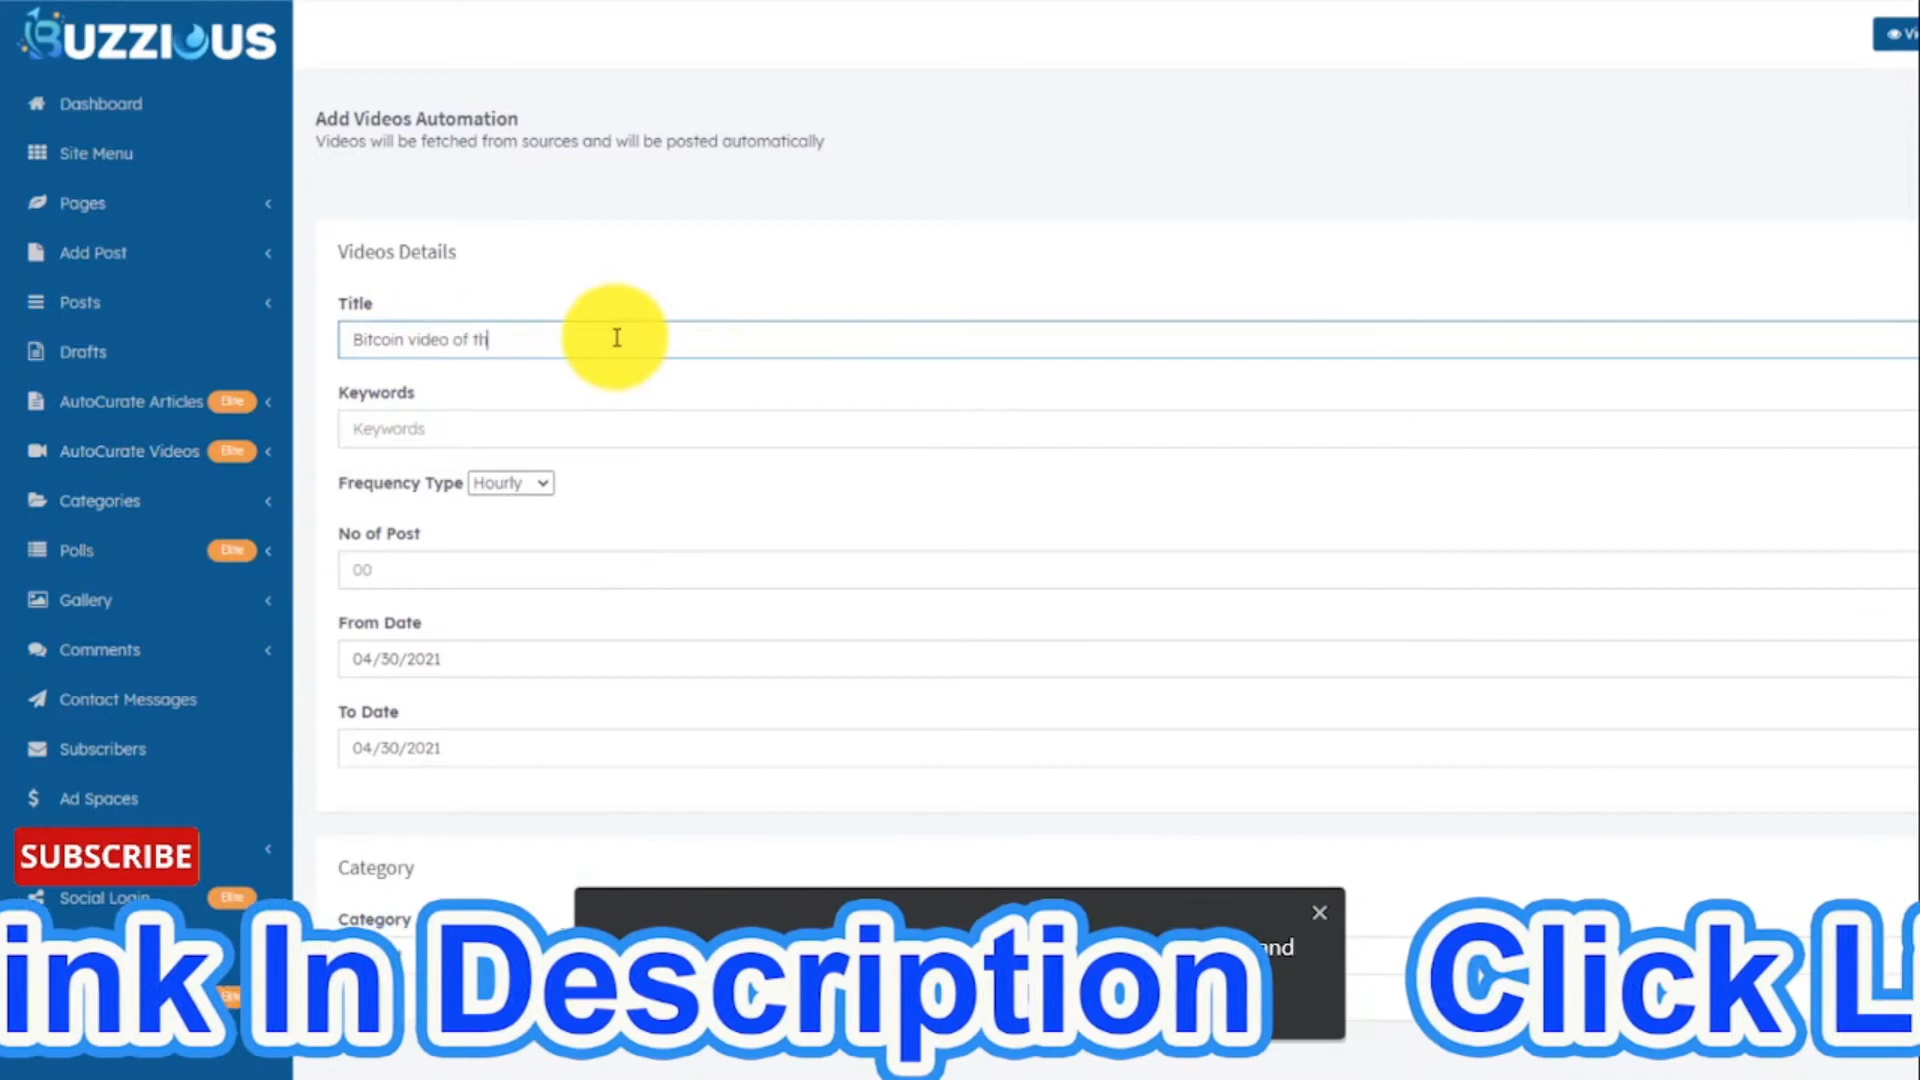 BUZZIOUS
Vi
Dashboard
Site Menu
Pages
Add Post
Posts
Drafts
AutoCurate Articles Elite
AutoCurate Videos Elite
Categories
Polls Elite
Gallery
Comments
Contact Messages
Subscribers
Ad Spaces
SUBSCRIBE
Social Login Elite
Add Videos Automation
Videos will be fetched from sources and will be posted automatically
Videos Details
Title
Bitcoin video of th
Keywords
Keywords
Frequency Type Hourly
No of Post
00
From Date
04/30/2021
To Date
04/30/2021
Category
Category
and
ink In Description Click Li